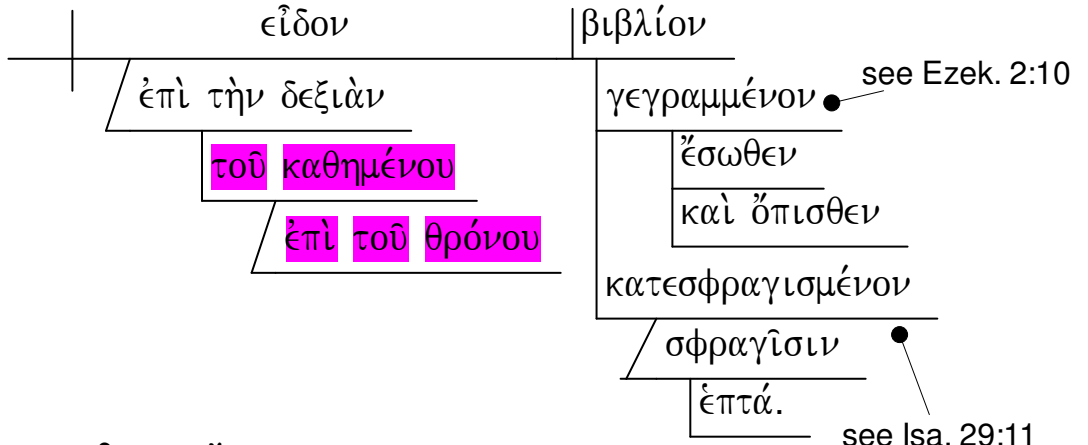 εἶδον βιβλίον
ἐπὶ τὴν δεξιὰν
γεγραμμένον
see Ezek. 2:10
τοῦ καθημένου
ἔσωθεν
ἐπὶ τοῦ θρόνου
καὶ ὄπισθεν
κατεσφραγισμένον
σφραγῖσιν
ἑπτά.
see Isa. 29:11